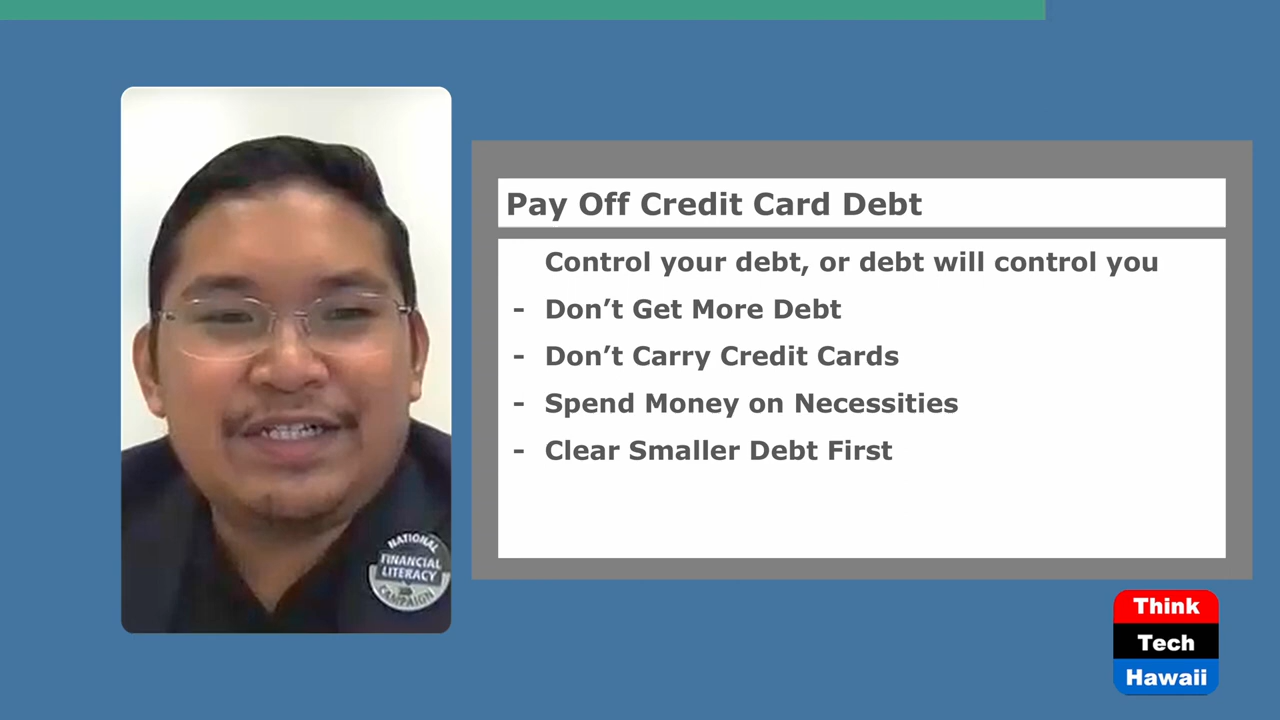 Pay Off Credit Card Debt
Control your debt, or debt will control you
- Don’t Get More Debt
- Don’t Carry Credit Cards
- Spend Money on Necessities
- Clear Smaller Debt First
NATIONAL
FINANCIAL
LITERACY
CAMPAIGN
Think
Tech
Hawaii